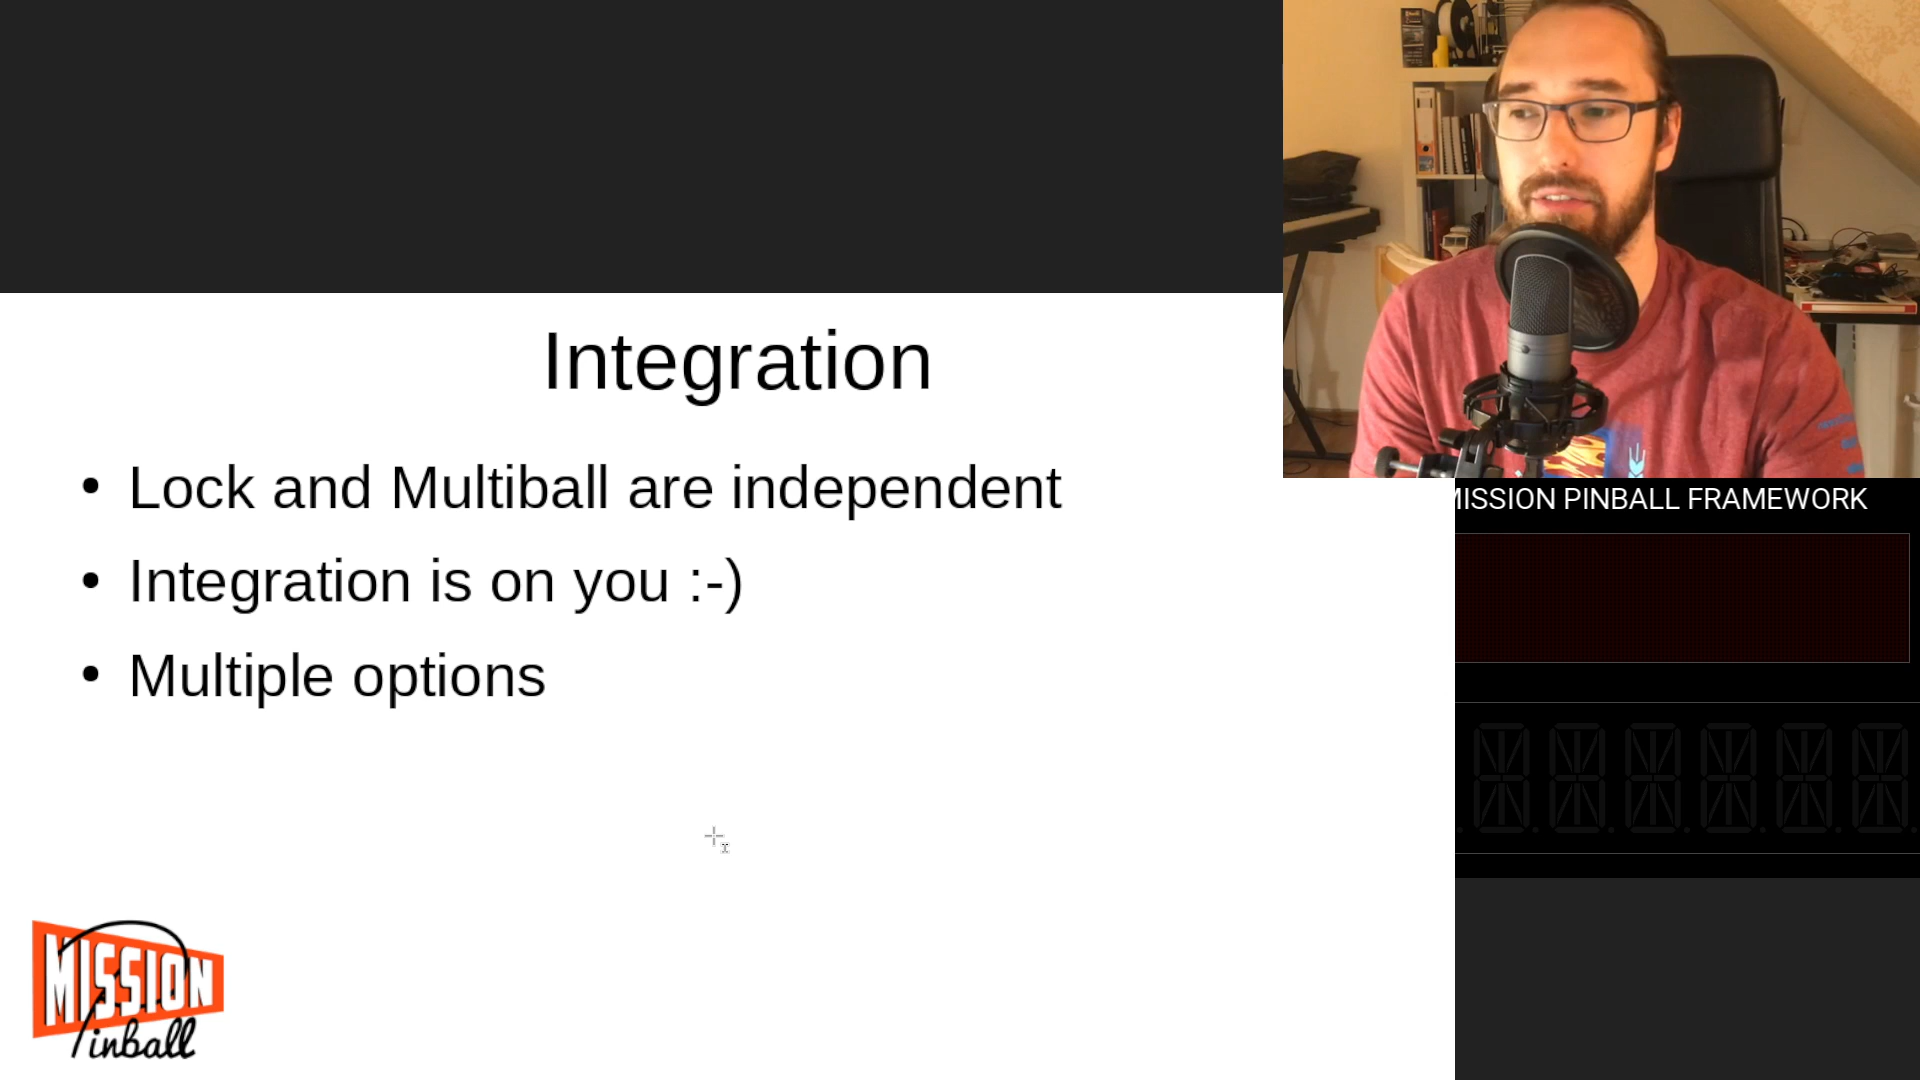 Integration
• Lock and Multiball are independent
• Integration is on you :-)
• Multiple options
MISSION PINBALL FRAMEWORK
MISSION
Pinball